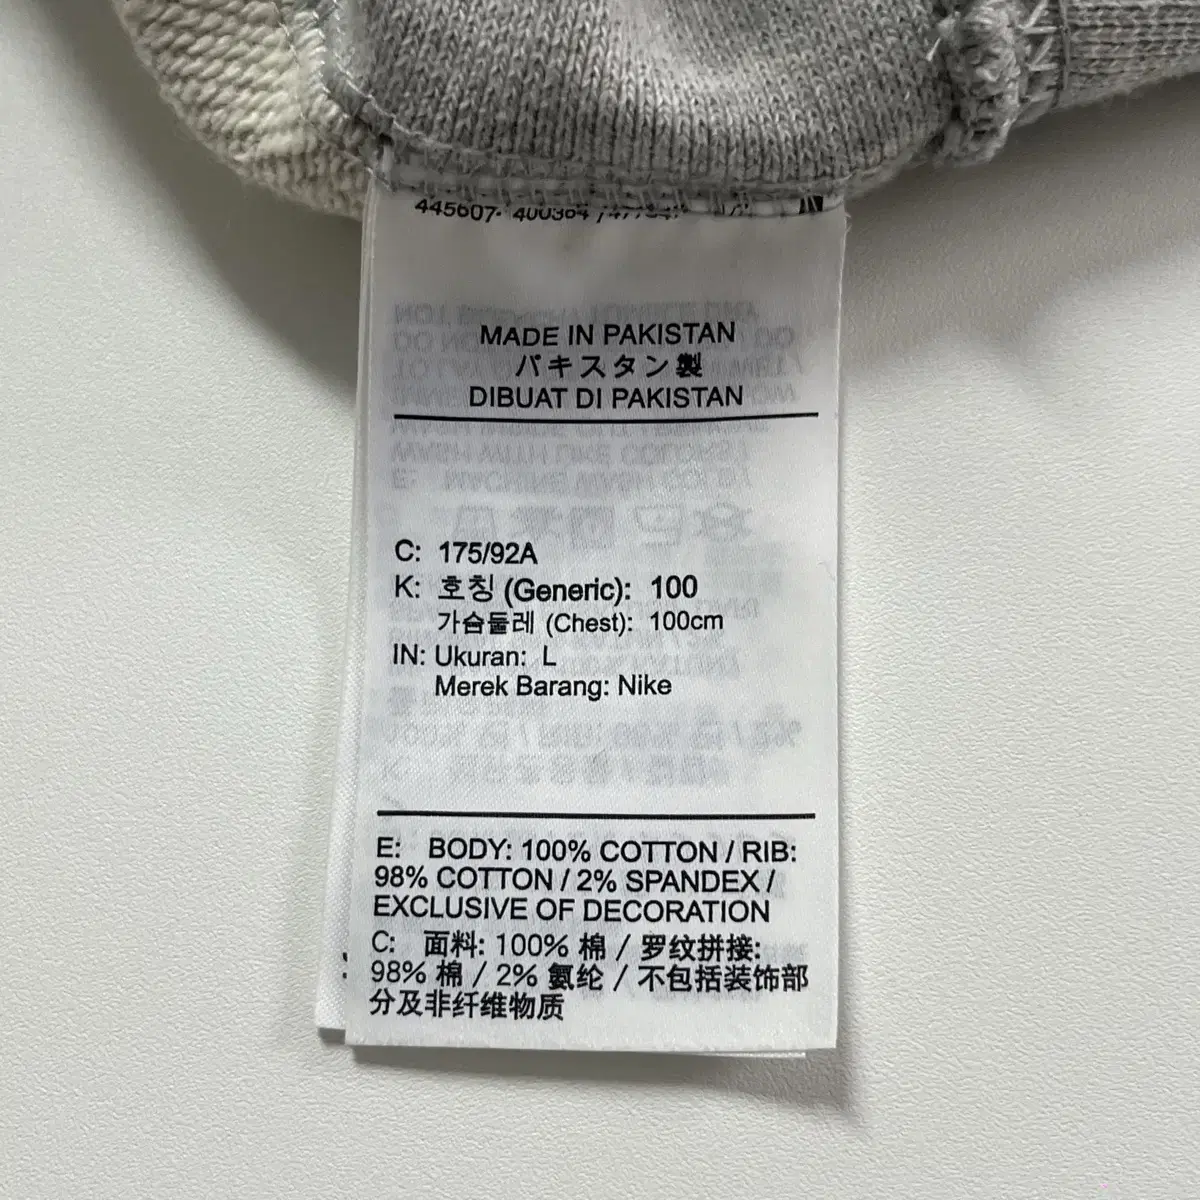 445607- 400364
MADE IN PAKISTAN
パキスタン製
DIBUAT DI PAKISTAN
C: 175/92A
K: 호칭 (Generic): 100
가슴둘레 (Chest): 100cm
IN: Ukuran: L
Merek Barang: Nike
E: BODY: 100% COTTON / RIB:
98% COTTON / 2% SPANDEX /
EXCLUSIVE OF DECORATION
C: 面料: 100% 棉 / 罗纹拼接:
98% 棉 / 2% 氨纶 / 不包括装饰部
分及非纤维物质